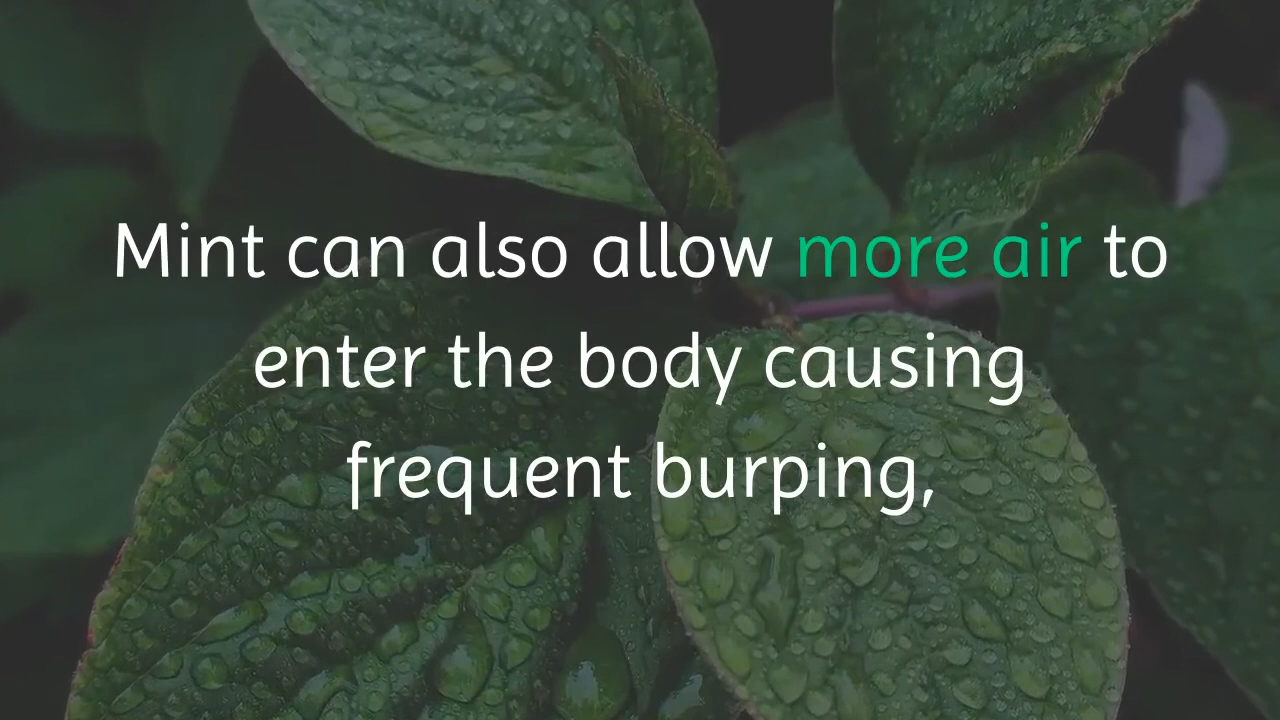 Mint can also allow more air to
enter the body causing
frequent burping,